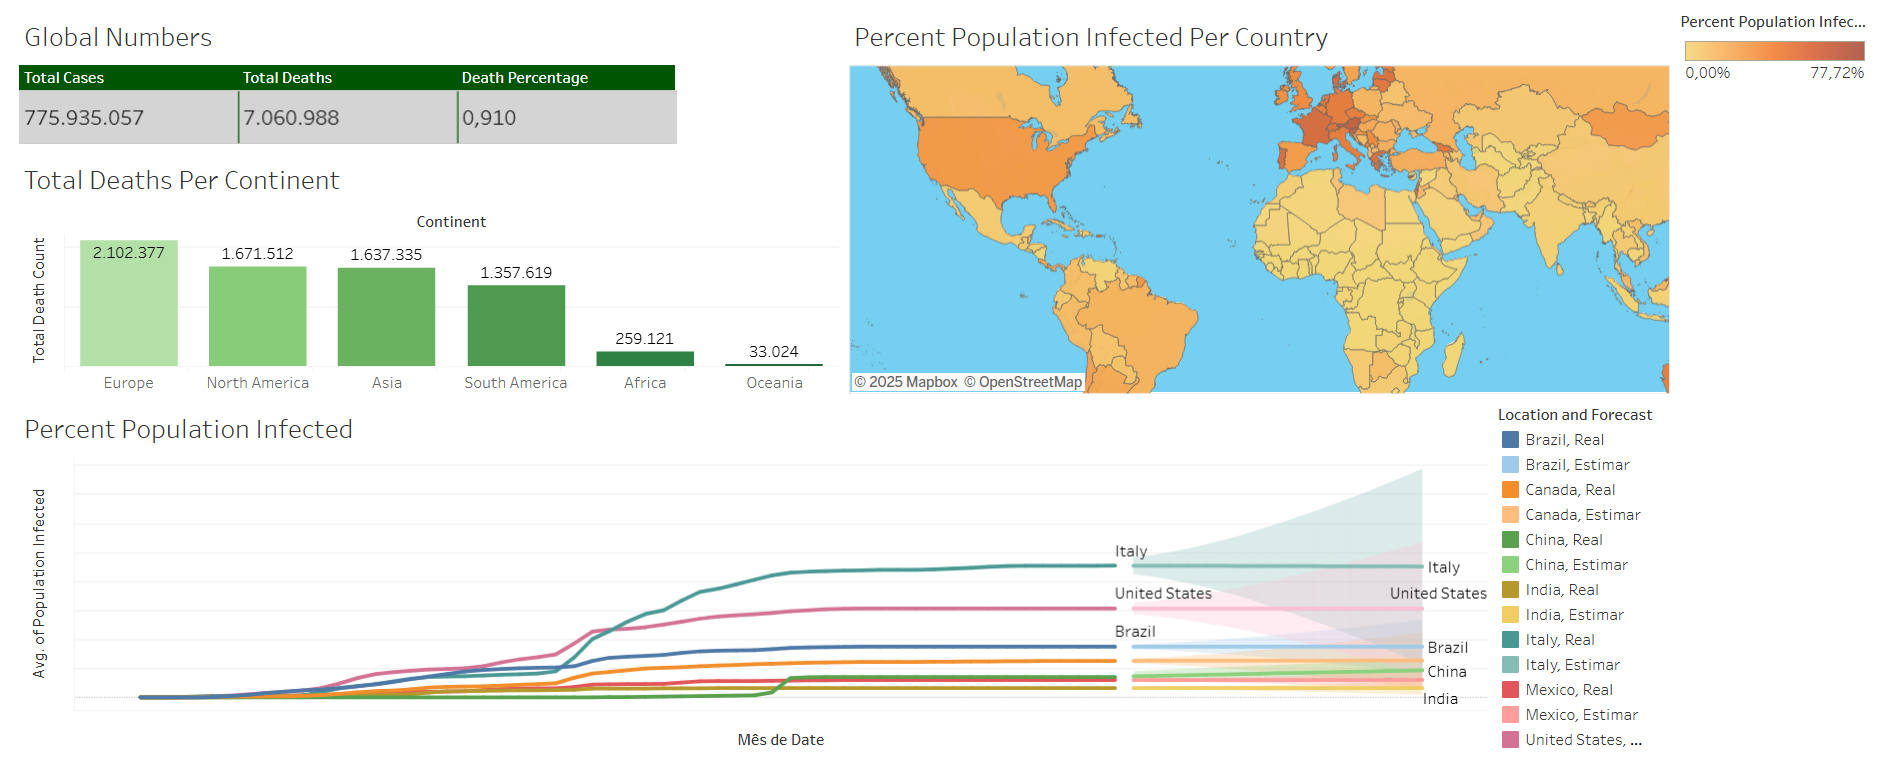 Global Numbers
Total Cases Total Deaths Death Percentage
775.935.057 7.060.988 0,910
Total Deaths Per Continent
Continent
Total Death Count
2.102.377 1.671.512 1.637.335 1.357.619 259.121 33.024
Europe North America Asia South America Africa Oceania
Percent Population Infected Per Country
© 2025 Mapbox © OpenStreetMap
Percent Population Infec...
0,00% 77,72%
Percent Population Infected
Avg. of Population Infected
Italy
United States
Brazil
Italy
United States
Brazil
China
India
Mês de Date
Location and Forecast
Brazil, Real
Brazil, Estimar
Canada, Real
Canada, Estimar
China, Real
China, Estimar
India, Real
India, Estimar
Italy, Real
Italy, Estimar
Mexico, Real
Mexico, Estimar
United States, ...